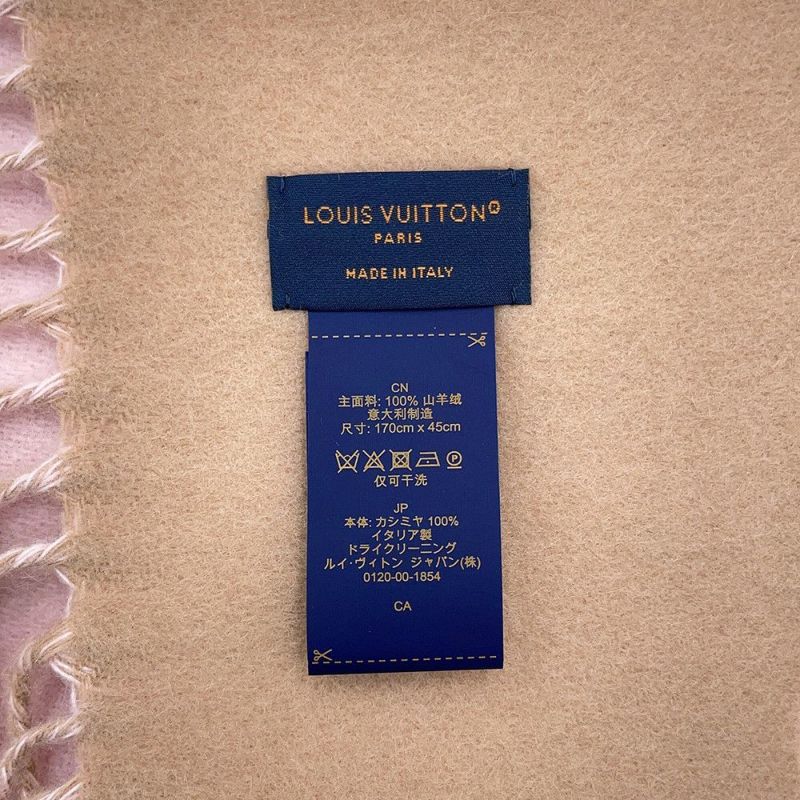 LOUIS VUITTON®
PARIS
MADE IN ITALY
CN
主面料: 100% 山羊绒
意大利制造
尺寸: 170cm x 45cm
P
仅可干洗
JP
本体: カシミヤ 100%
イタリア製
ドライクリーニング
ルイ·ヴィトン ジャパン(株)
0120-00-1854
CA